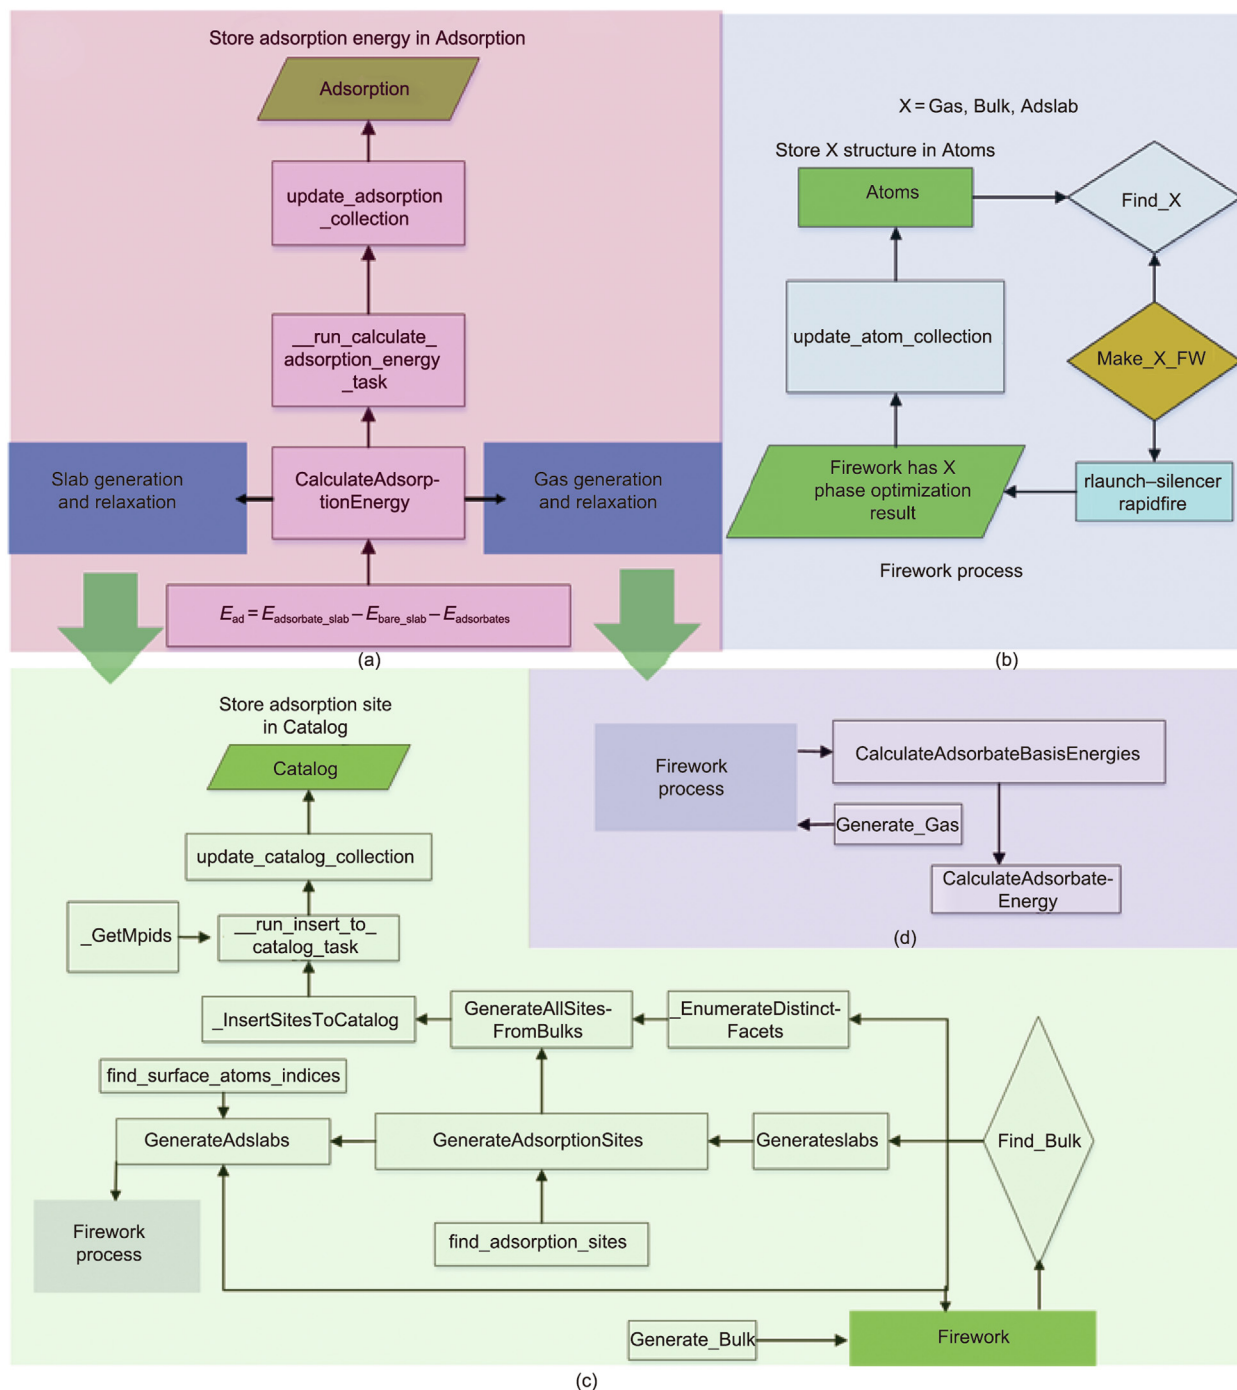 Store adsorption energy in Adsorption
Adsorption
update_adsorption
_collection
__run_calculate_
adsorption_energy
_task
Slab generation
and relaxation
CalculateAdsorp-
tionEnergy
Gas generation
and relaxation
E_ad = E_adsorbate_slab – E_bare_slab – E_adsorbates
(a)
X = Gas, Bulk, Adslab
Store X structure in Atoms
Atoms
Find_X
update_atom_collection
Make_X_FW
Firework has X
phase optimization
result
rlaunch–silencer
rapidfire
Firework process
(b)
Store adsorption site
in Catalog
Catalog
update_catalog_collection
_GetMpids
__run_insert_to_
catalog_task
_InsertSitesToCatalog
GenerateAllSites-
FromBulks
_EnumerateDistinct-
Facets
find_surface_atoms_indices
GenerateAdslabs
GenerateAdsorptionSites
Generateslabs
Find_Bulk
Firework
process
find_adsorption_sites
Generate_Bulk
Firework
(c)
Firework
process
CalculateAdsorbateBasisEnergies
Generate_Gas
CalculateAdsorbate-
Energy
(d)